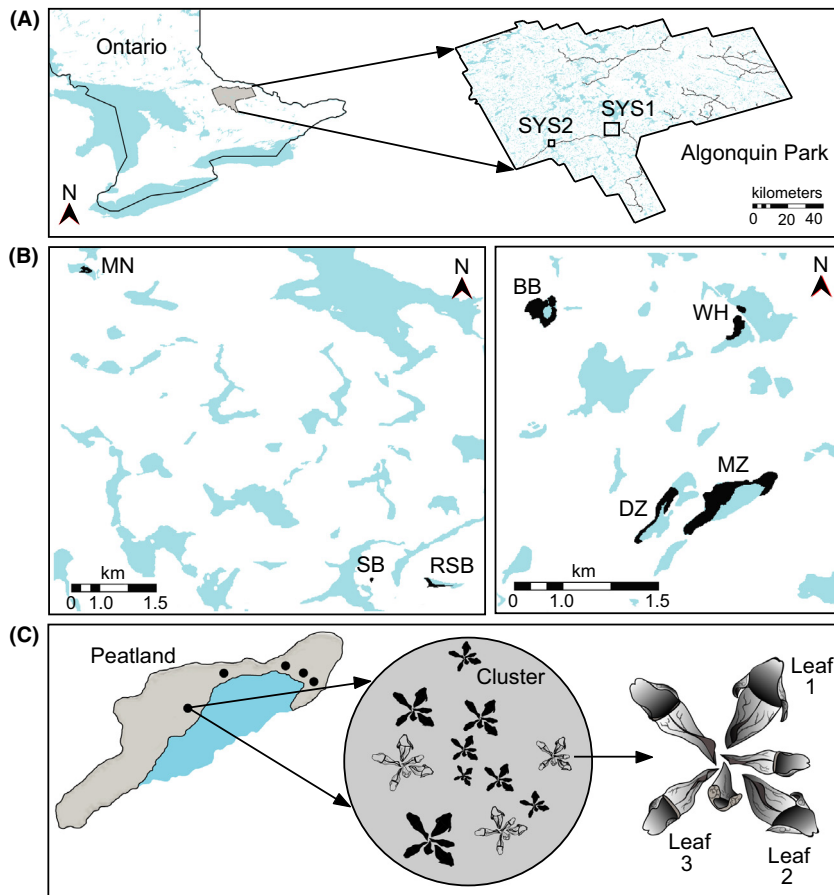 (A)
Ontario
N
SYS2
SYS1
Algonquin Park
kilometers
0 20 40
(B)
MN
N
SB
RSB
km
0 1.0 1.5
BB
WH
N
MZ
DZ
km
0 1.0 1.5
(C)
Peatland
Cluster
Leaf
1
Leaf
3
Leaf
2